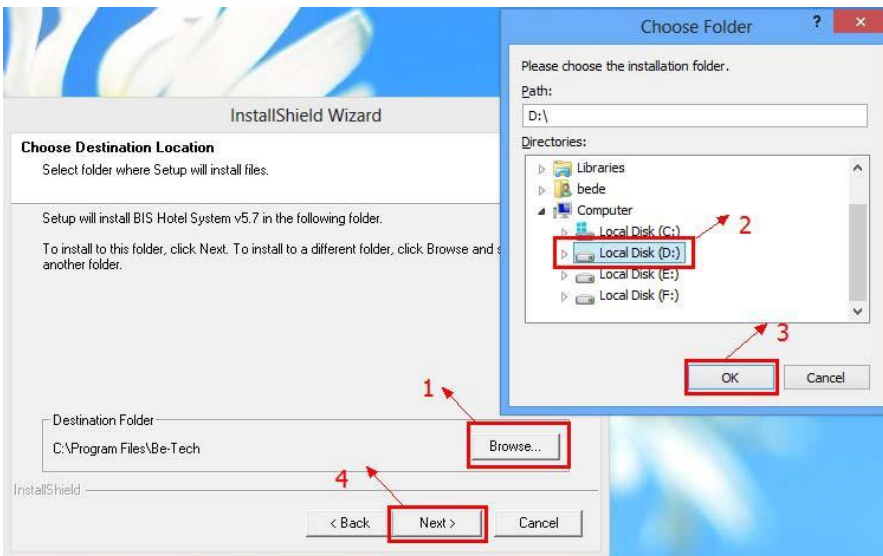 InstallShield Wizard
Choose Destination Location
Select folder where Setup will install files.
Setup will install BIS Hotel System v5.7 in the following folder.
To install to this folder, click Next. To install to a different folder, click Browse and
another folder.
1
Destination Folder
C:\Program Files\Be-Tech
Browse...
4
InstallShield
< Back
Next >
Cancel
Choose Folder
?
×
Please choose the installation folder.
Path:
D:\
Directories:
Libraries
bede
Computer
Local Disk (C:)
2
Local Disk (D:)
Local Disk (E:)
Local Disk (F:)
3
OK
Cancel